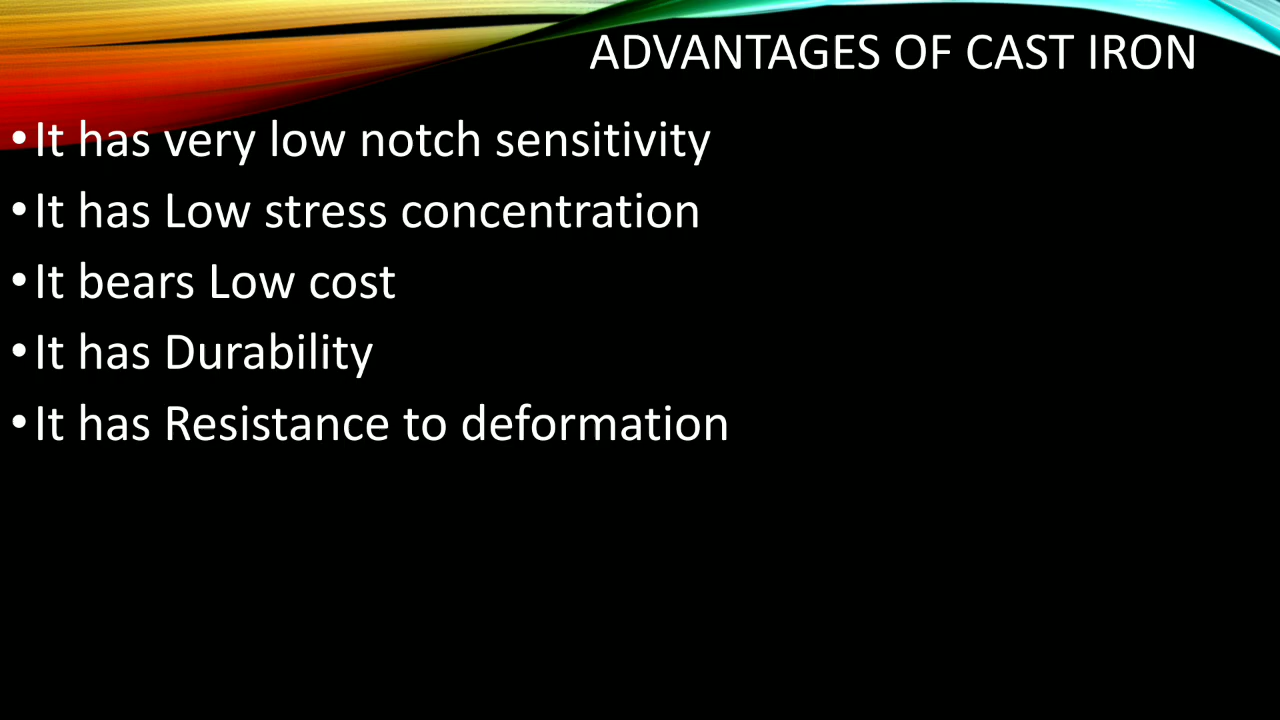 ADVANTAGES OF CAST IRON
•It has very low notch sensitivity
•It has Low stress concentration
•It bears Low cost
•It has Durability
•It has Resistance to deformation